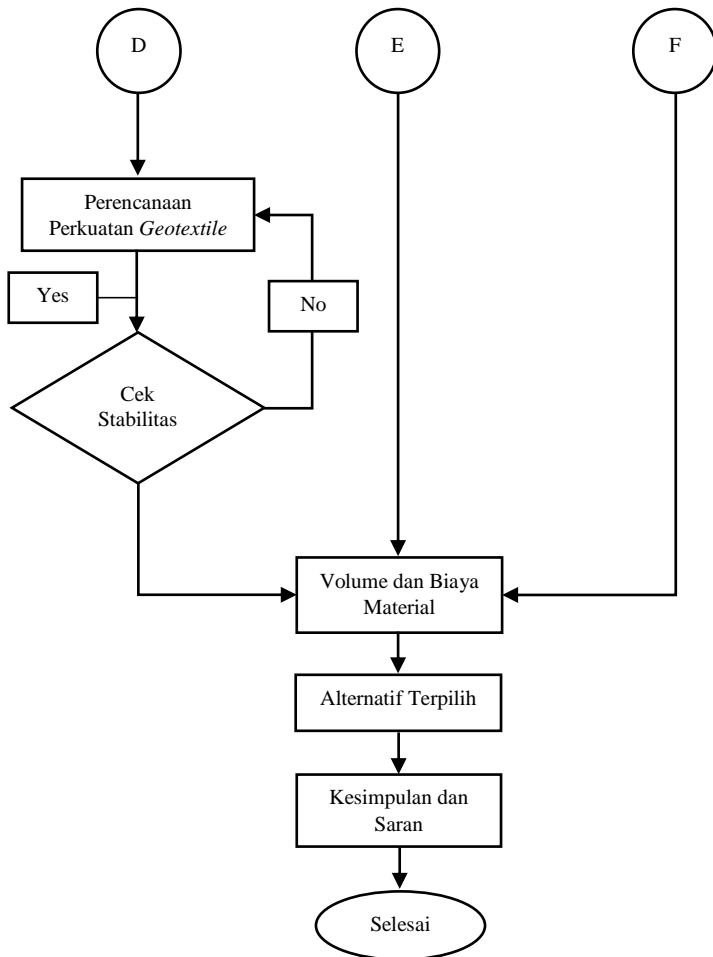 D
E
F
Perencanaan
Perkuatan Geotextile
Yes
No
Cek
Stabilitas
Volume dan Biaya
Material
Alternatif Terpilih
Kesimpulan dan
Saran
Selesai